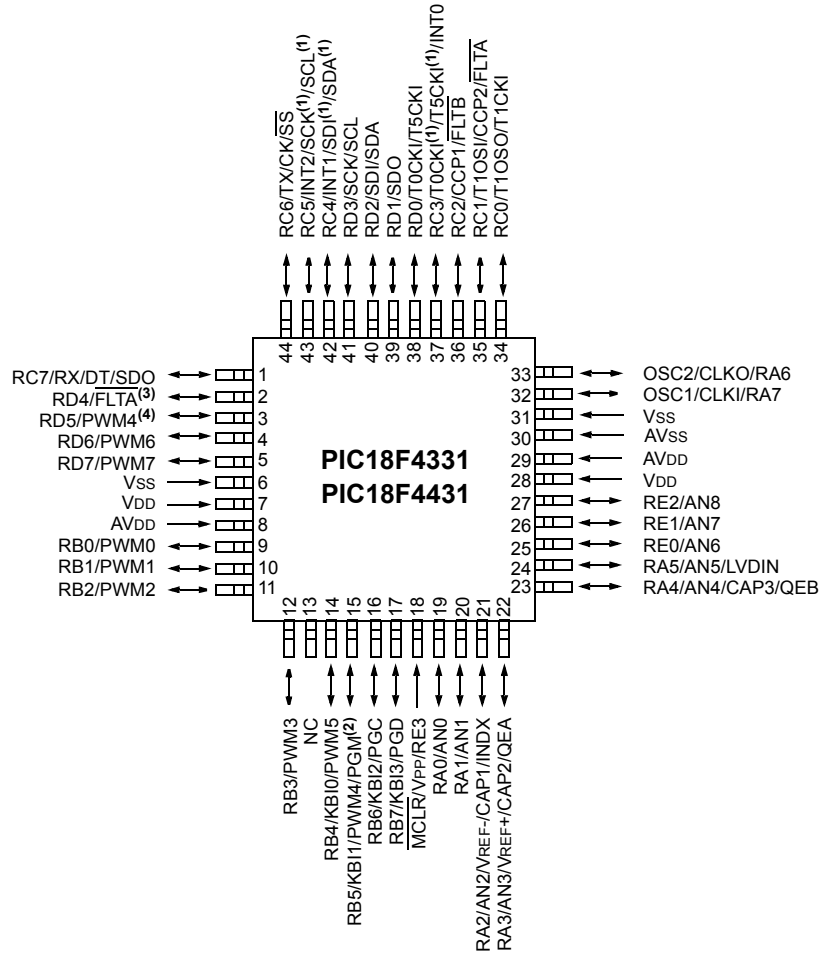 RC6/TX/CK/SS
RC5/INT2/SCK(1)/SCL(1)
RC4/INT1/SDI(1)/SDA(1)
RD3/SCK/SCL
RD2/SDI/SDA
RD1/SDO
RD0/T0CKI/T5CKI
RC3/T0CKI(1)/T5CKI(1)/INT0
RC2/CCP1/FLTB
RC1/T1OSI/CCP2/FLTA
RC0/T1OSO/T1CKI
44
43
42
41
40
39
38
37
36
35
34
RC7/RX/DT/SDO 1
RD4/FLTA(3) 2
RD5/PWM4(4) 3
RD6/PWM6 4
RD7/PWM7 5
VSS 6
VDD 7
AVDD 8
RB0/PWM0 9
RB1/PWM1 10
RB2/PWM2 11
PIC18F4331
PIC18F4431
33 OSC2/CLKO/RA6
32 OSC1/CLKI/RA7
31 VSS
30 AVSS
29 AVDD
28 VDD
27 RE2/AN8
26 RE1/AN7
25 RE0/AN6
24 RA5/AN5/LVDIN
23 RA4/AN4/CAP3/QEB
12
13
14
15
16
17
18
19
20
21
22
RB3/PWM3
NC
RB4/KBI0/PWM5
RB5/KBI1/PWM4/PGM(2)
RB6/KBI2/PGC
RB7/KBI3/PGD
MCLR/VPP/RE3
RA0/AN0
RA1/AN1
RA2/AN2/VREF-/CAP1/INDX
RA3/AN3/VREF+/CAP2/QEA